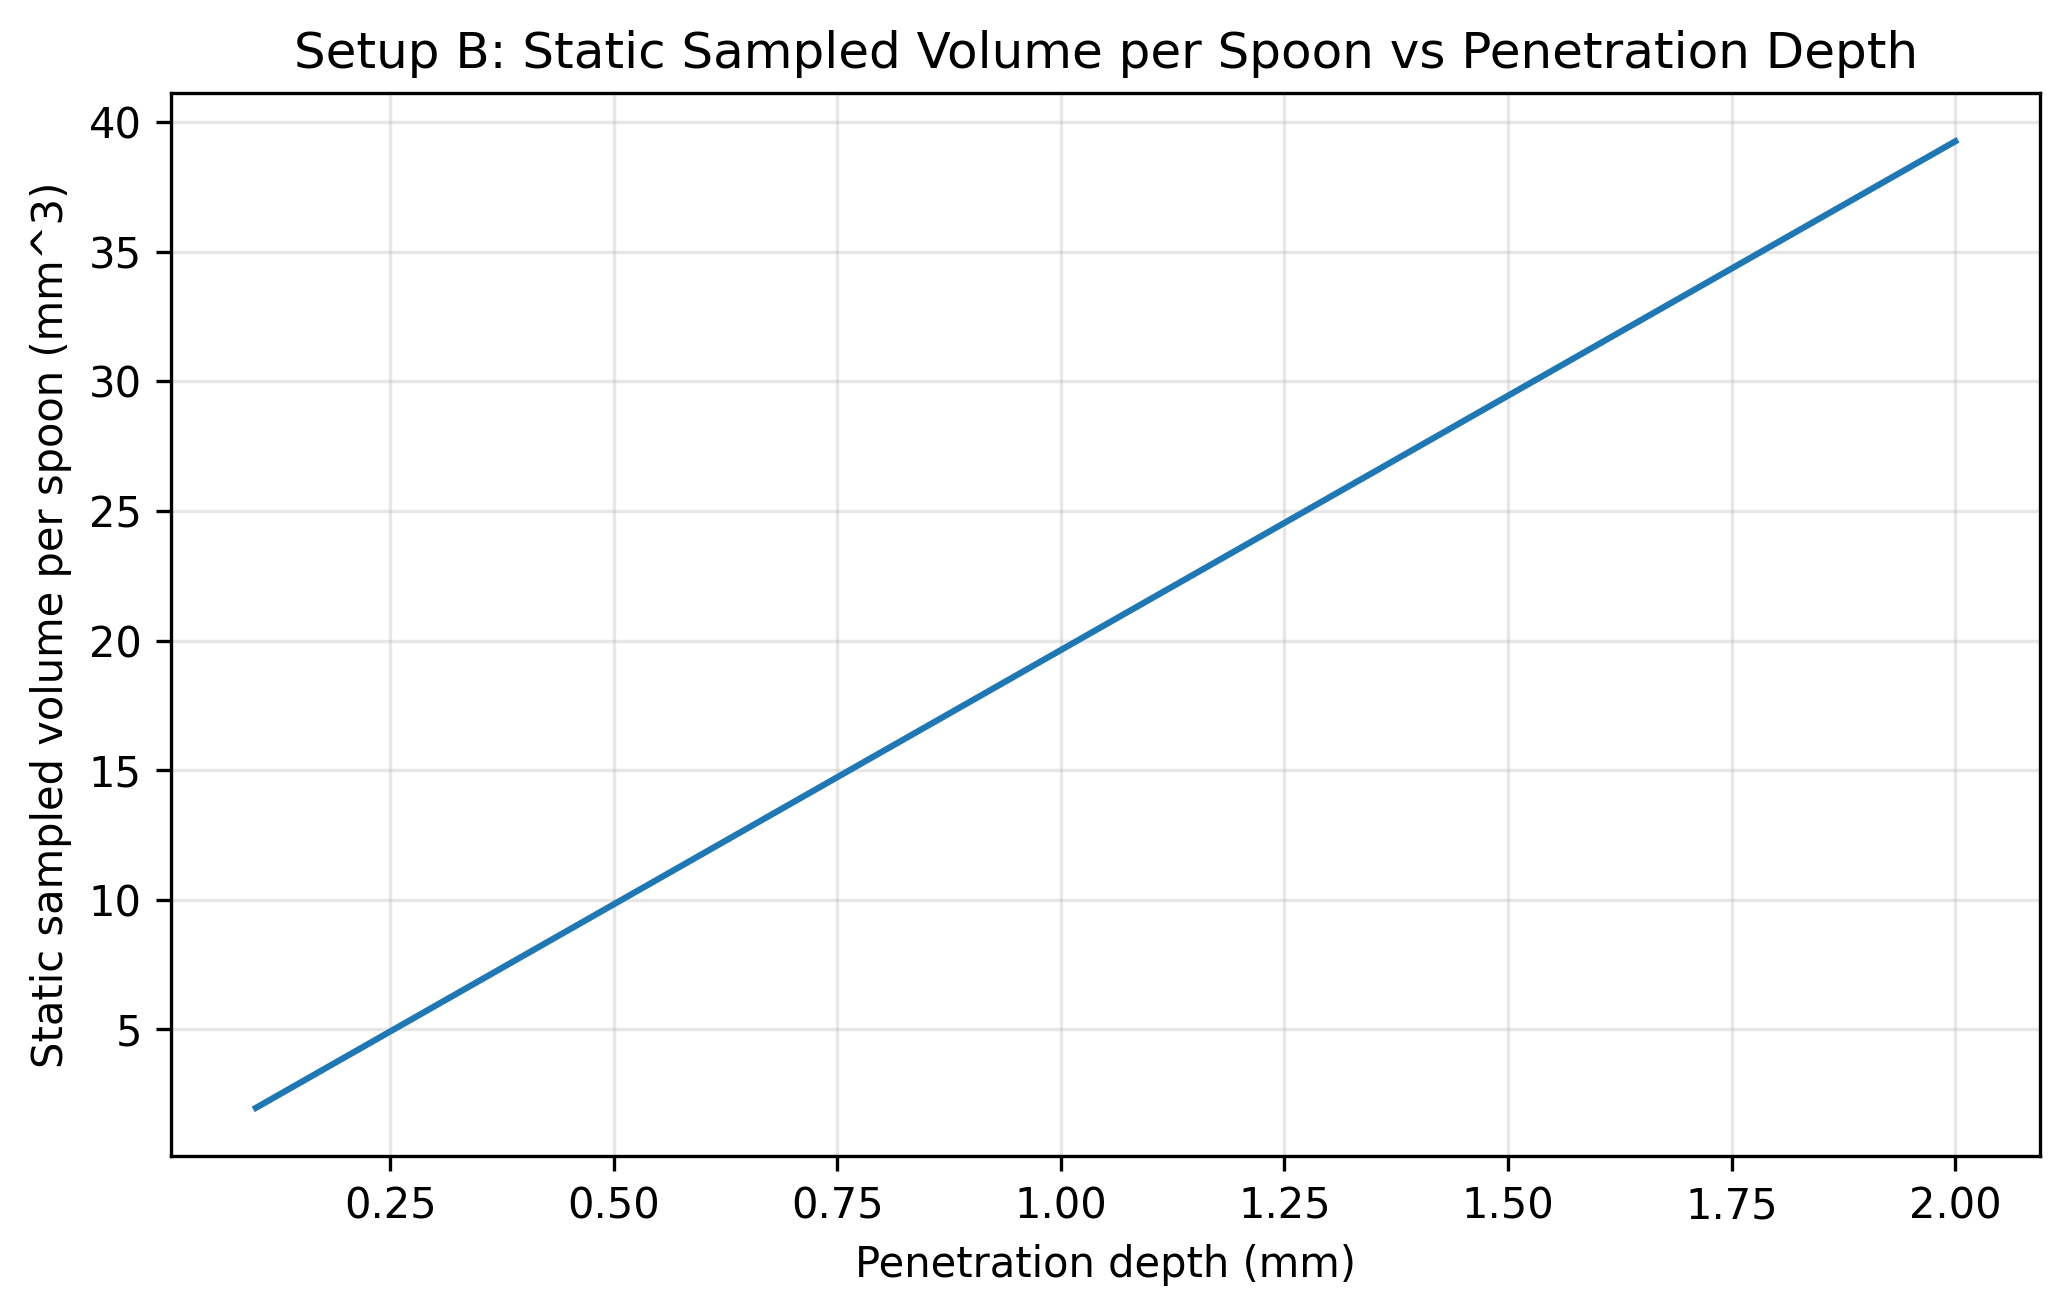 Setup B: Static Sampled Volume per Spoon vs Penetration Depth
Static sampled volume per spoon (mm^3)
40
35
30
25
20
15
10
5
0.25 0.50 0.75 1.00 1.25 1.50 1.75 2.00
Penetration depth (mm)